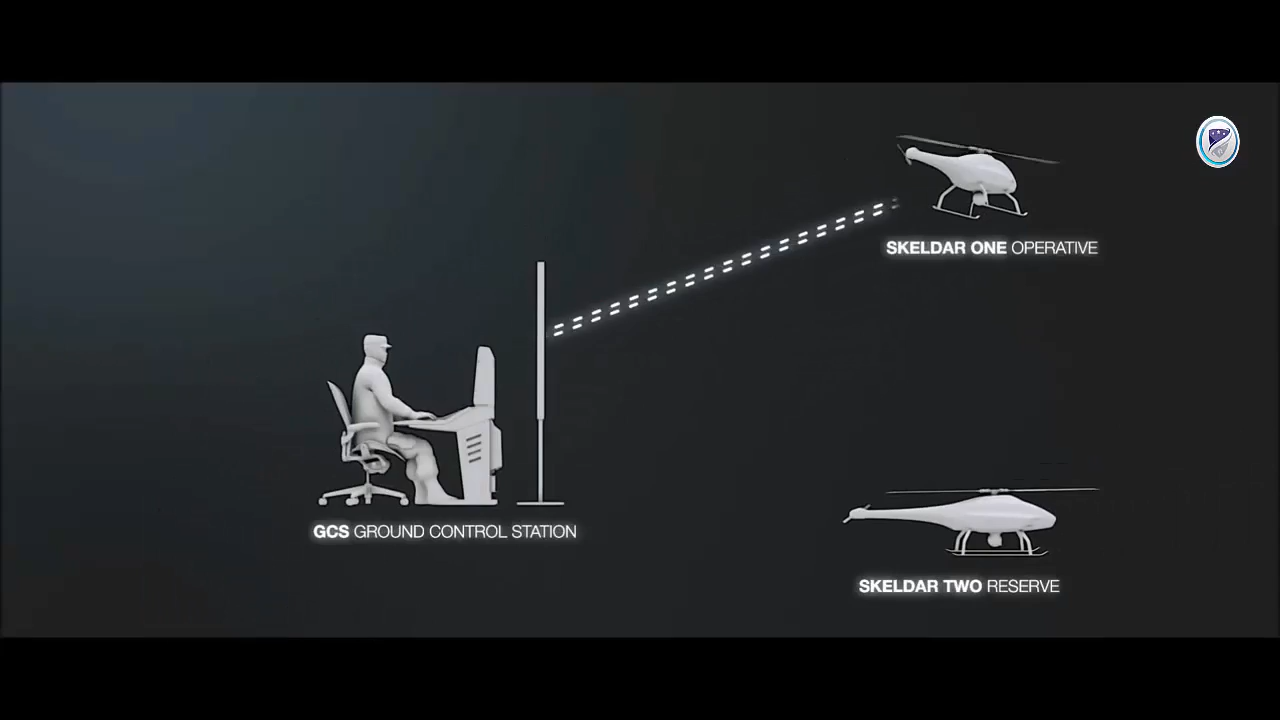 SKELDAR ONE OPERATIVE
GCS GROUND CONTROL STATION
SKELDAR TWO RESERVE